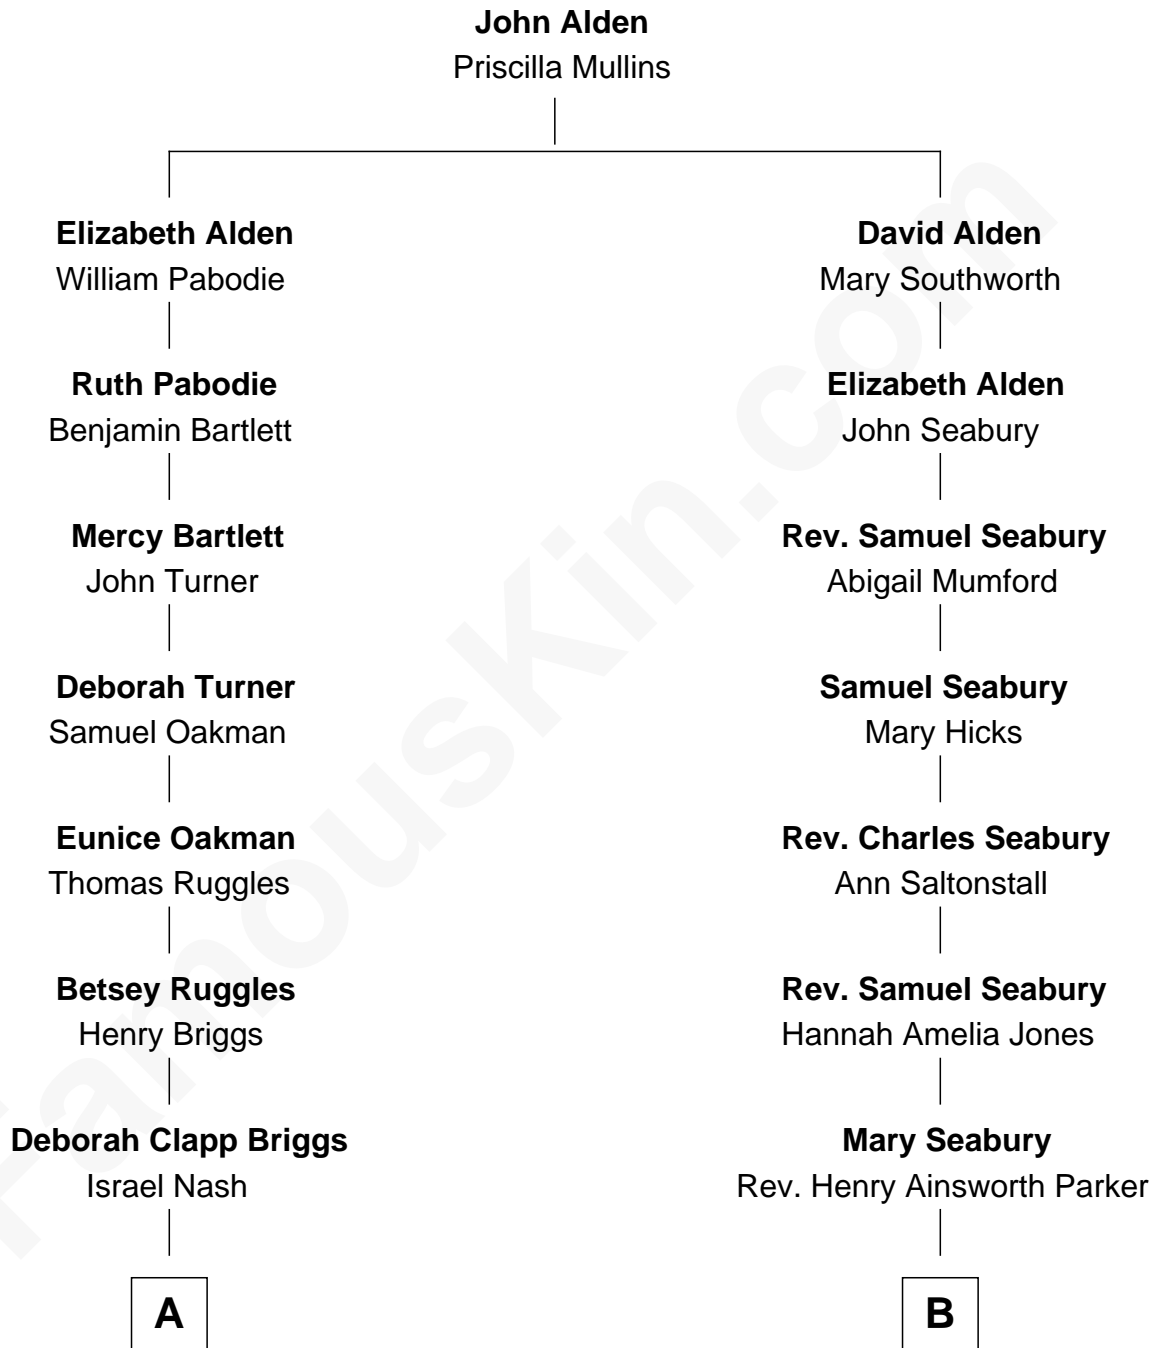 John Alden
Priscilla Mullins
Elizabeth Alden
William Pabodie
Ruth Pabodie
Benjamin Bartlett
Mercy Bartlett
John Turner
Deborah Turner
Samuel Oakman
Eunice Oakman
Thomas Ruggles
Betsey Ruggles
Henry Briggs
Deborah Clapp Briggs
Israel Nash
A
David Alden
Mary Southworth
Elizabeth Alden
John Seabury
Rev. Samuel Seabury
Abigail Mumford
Samuel Seabury
Mary Hicks
Rev. Charles Seabury
Ann Saltonstall
Rev. Samuel Seabury
Hannah Amelia Jones
Mary Seabury
Rev. Henry Ainsworth Parker
B
FamousKin.com